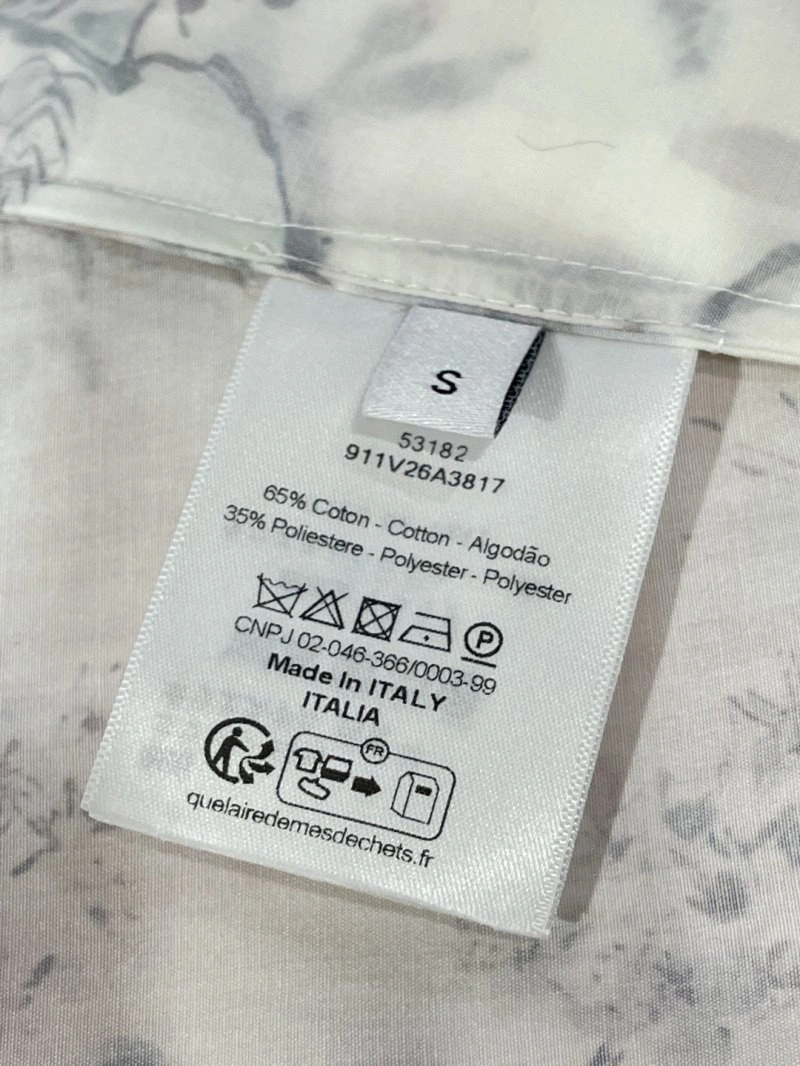 S
53182
911V26A3817
65% Coton - Cotton - Algodão
35% Poliestere - Polyester - Polyester
P
CNPJ 02-046-366/0003-99
Made In ITALY
ITALIA
FR
quelairedemesdechets.fr